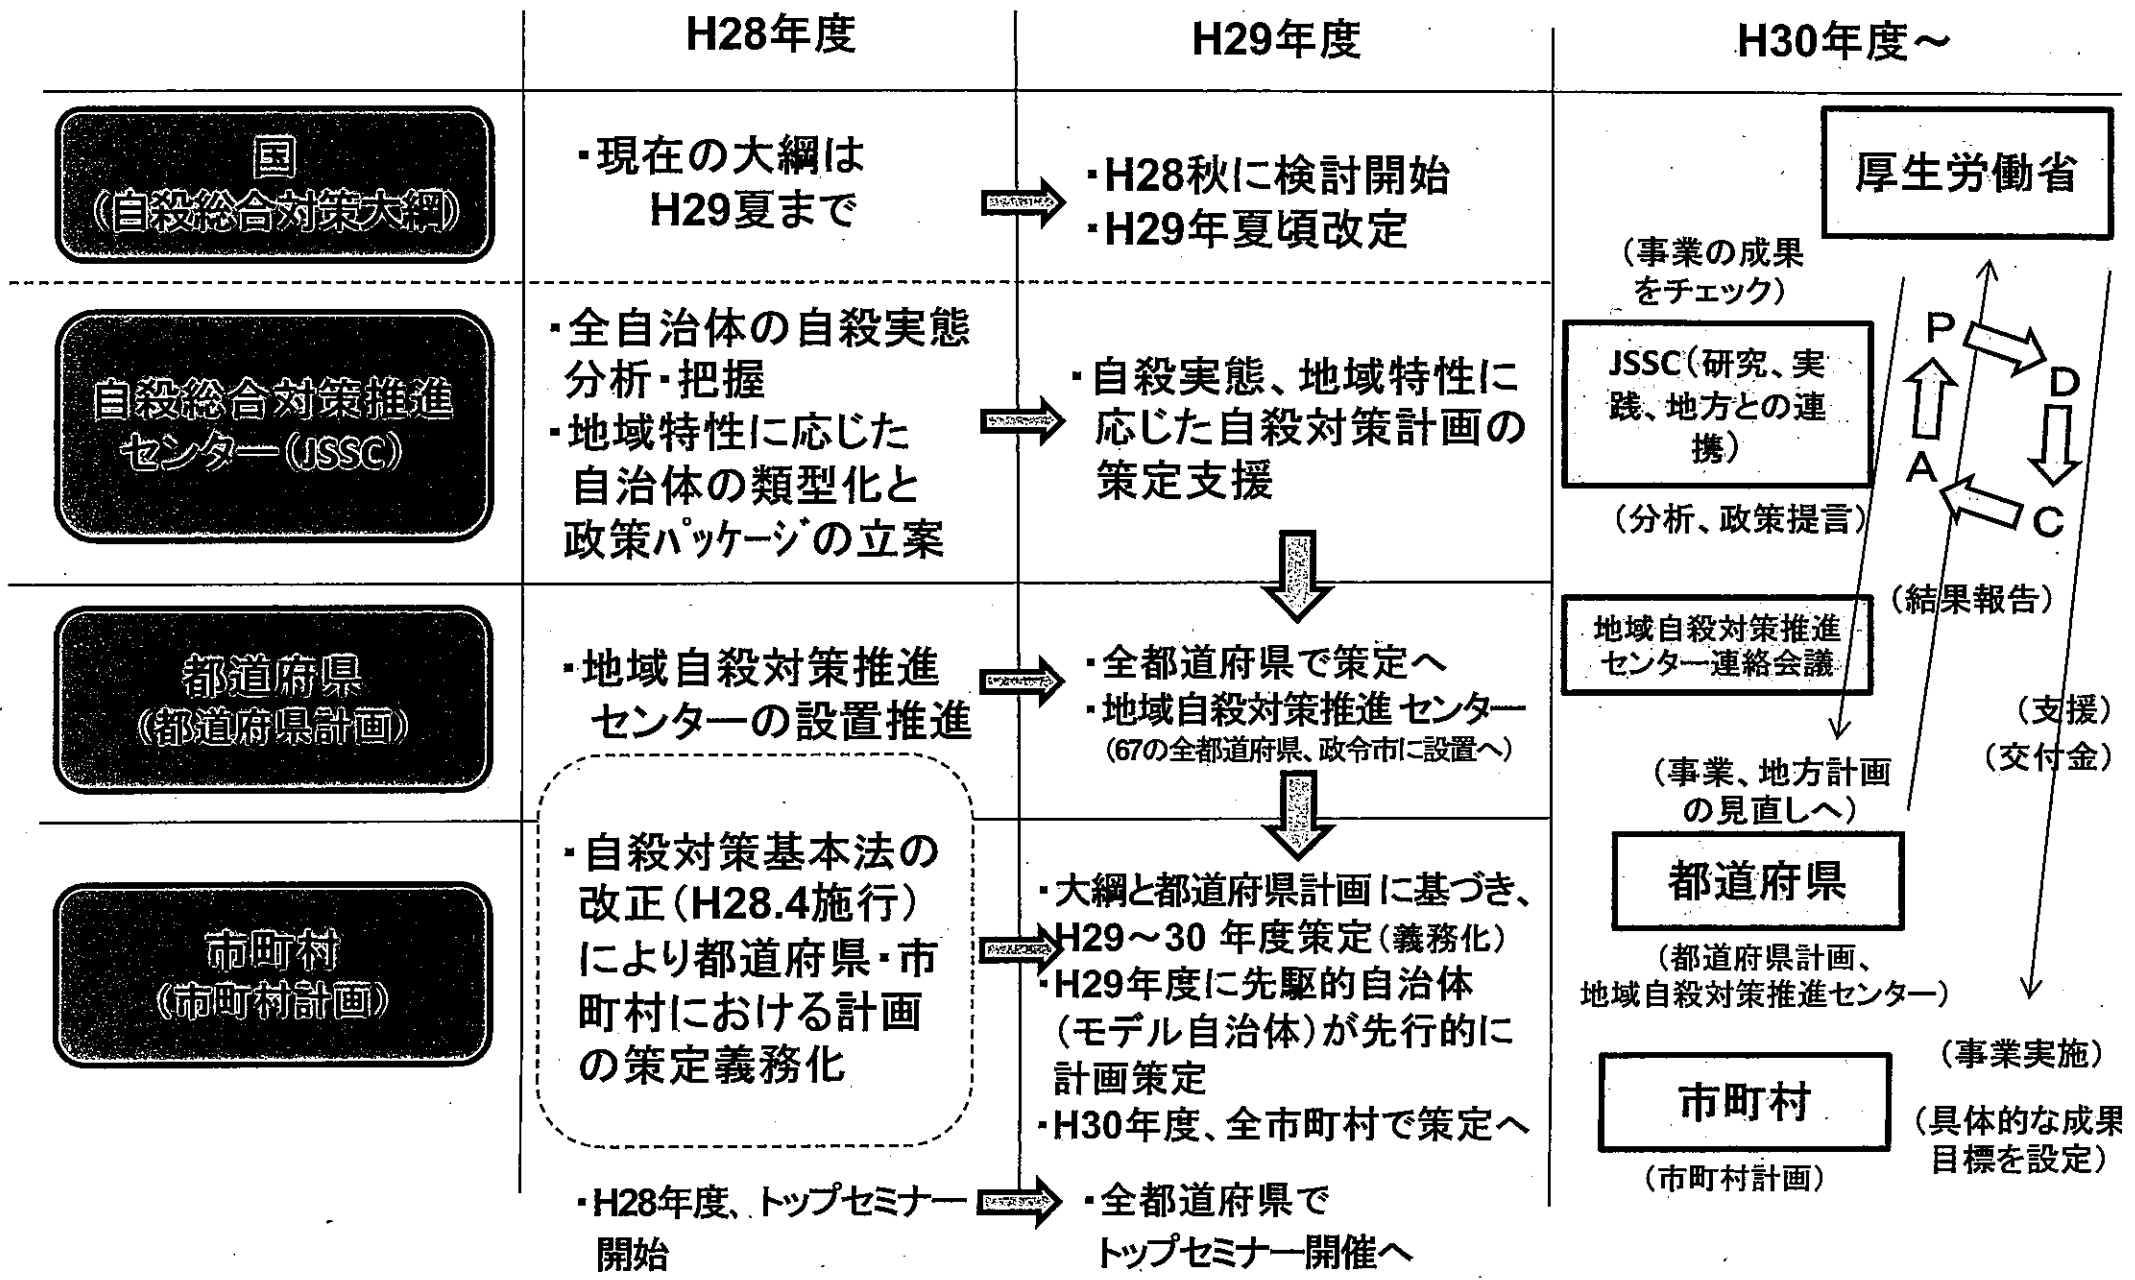 H28年度
H29年度
H30年度～
国
(自殺総合対策大綱)
・現在の大綱は
H29夏まで
・H28秋に検討開始
・H29年夏頃改定
自殺総合対策推進
センター(JSSC)
・全自治体の自殺実態
分析・把握
・地域特性に応じた
自治体の類型化と
政策ﾊﾟｯｹｰｼﾞの立案
・自殺実態、地域特性に
応じた自殺対策計画の
策定支援
都道府県
(都道府県計画)
・地域自殺対策推進
センターの設置推進
・全都道府県で策定へ
・地域自殺対策推進 センター
(67の全都道府県、政令市に設置へ)
市町村
(市町村計画)
・自殺対策基本法の
改正(H28.4施行)
により都道府県・市
町村における計画
の策定義務化
・大綱と都道府県計画 に基づき、
H29～30 年度策定(義務化)
・H29年度に先駆的自治体
(モデル自治体)が先行的に
計画策定
・H30年度、全市町村で策定へ
・H28年度、トップセミナー
開始
・全都道府県で
トップセミナー開催へ
厚生労働省
(事業の成果
をチェック)
JSSC(研究、実
践、地方との連
携)
(分析、政策提言)
P
D
C
A
(結果報告)
地域自殺対策推進
センター連絡会議
(支援)
(交付金)
(事業、地方計画
の見直しへ)
都道府県
(都道府県計画、
地域自殺対策推進センター)
(事業実施)
市町村
(具体的な成果
目標を設定)
(市町村計画)